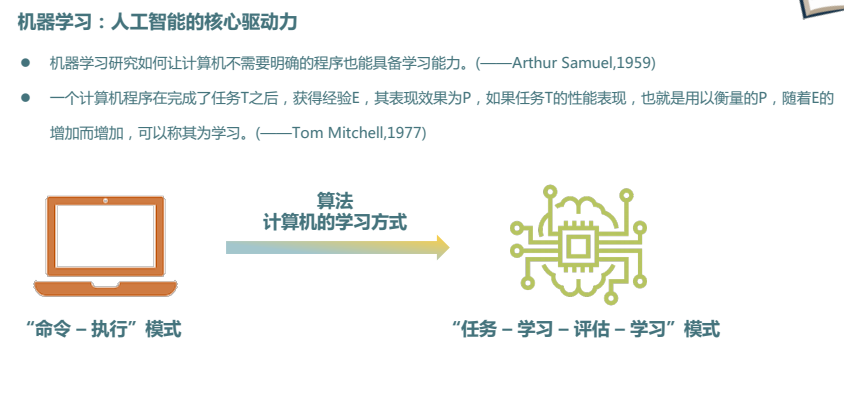 机器学习：人工智能的核心驱动力
● 机器学习研究如何让计算机不需要明确的程序也能具备学习能力。(——Arthur Samuel,1959)
● 一个计算机程序在完成了任务T之后，获得经验E，其表现效果为P，如果任务T的性能表现，也就是用以衡量的P，随着E的
增加而增加，可以称其为学习。(——Tom Mitchell,1977)
算法
计算机的学习方式
“命令 – 执行”模式
“任务 – 学习 – 评估 – 学习”模式